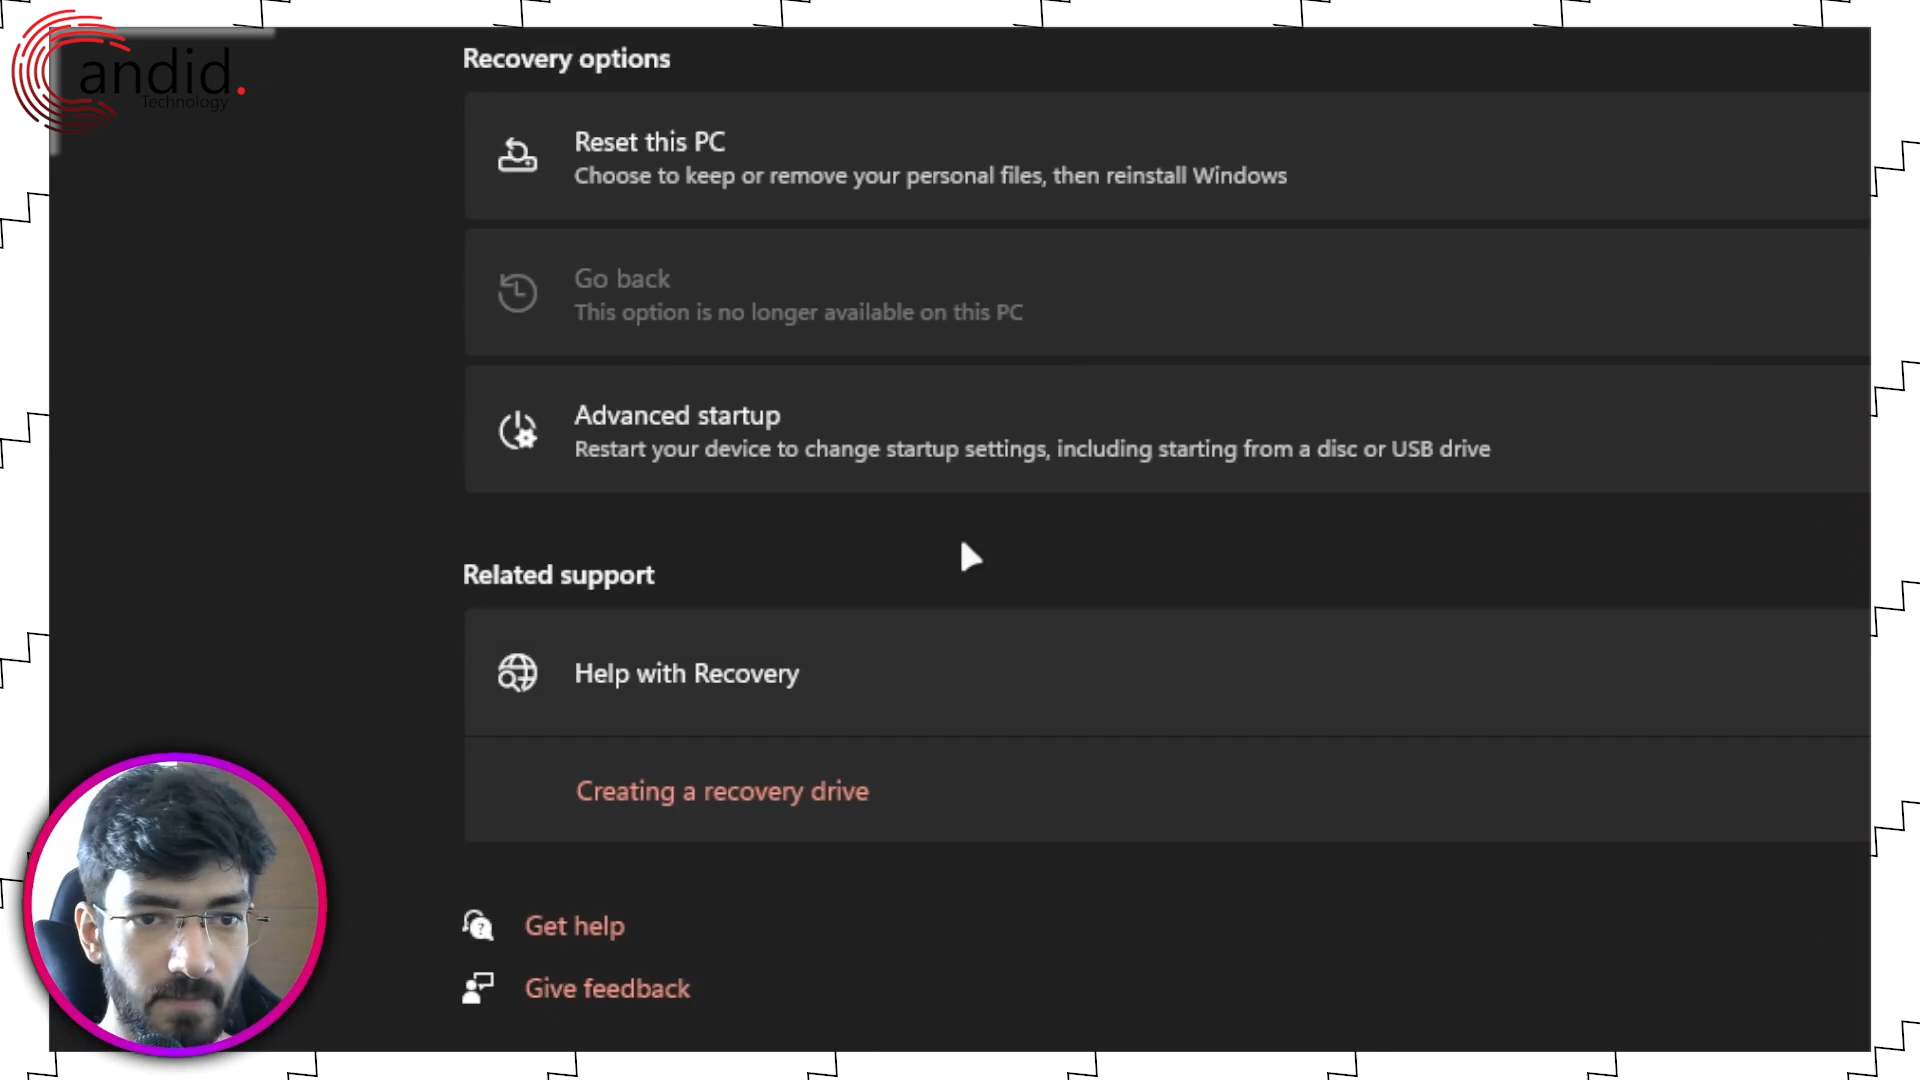 andid.
Technology
Recovery options
Reset this PC
Choose to keep or remove your personal files, then reinstall Windows
Go back
This option is no longer available on this PC
Advanced startup
Restart your device to change startup settings, including starting from a disc or USB drive
Related support
Help with Recovery
Creating a recovery drive
Get help
Give feedback